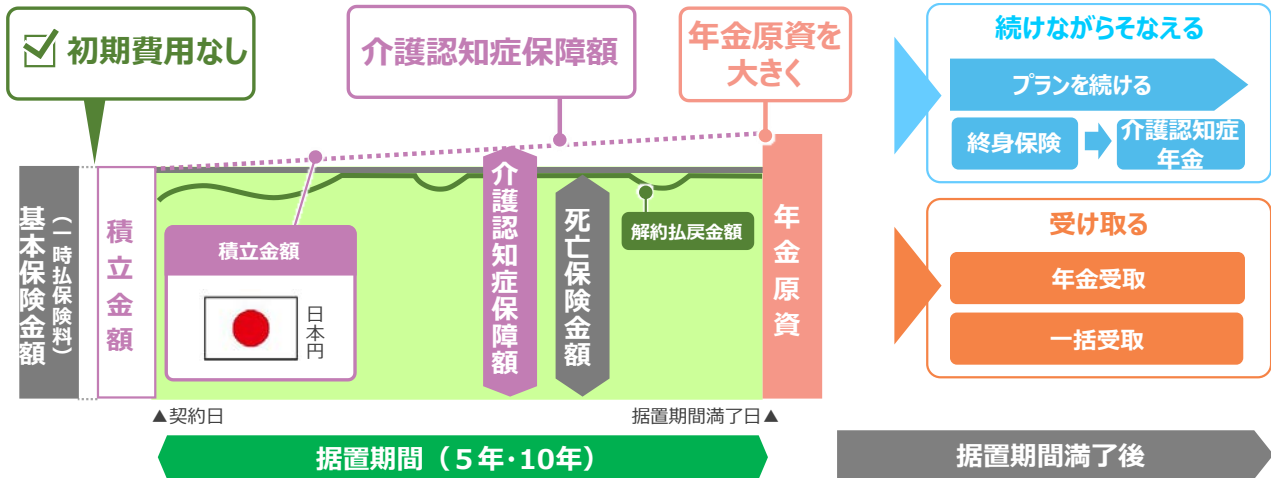 初期費用なし
介護認知症保障額
年金原資を
大きく
基本保険金額
(一時払保険料)
積立金額
積立金額
日本円
介護認知症保障額
死亡保険金額
解約払戻金額
年金原資
▲契約日
据置期間満了日▲
据置期間（5年・10年）
続けながらそなえる
プランを続ける
終身保険
介護認知症
年金
受け取る
年金受取
一括受取
据置期間満了後